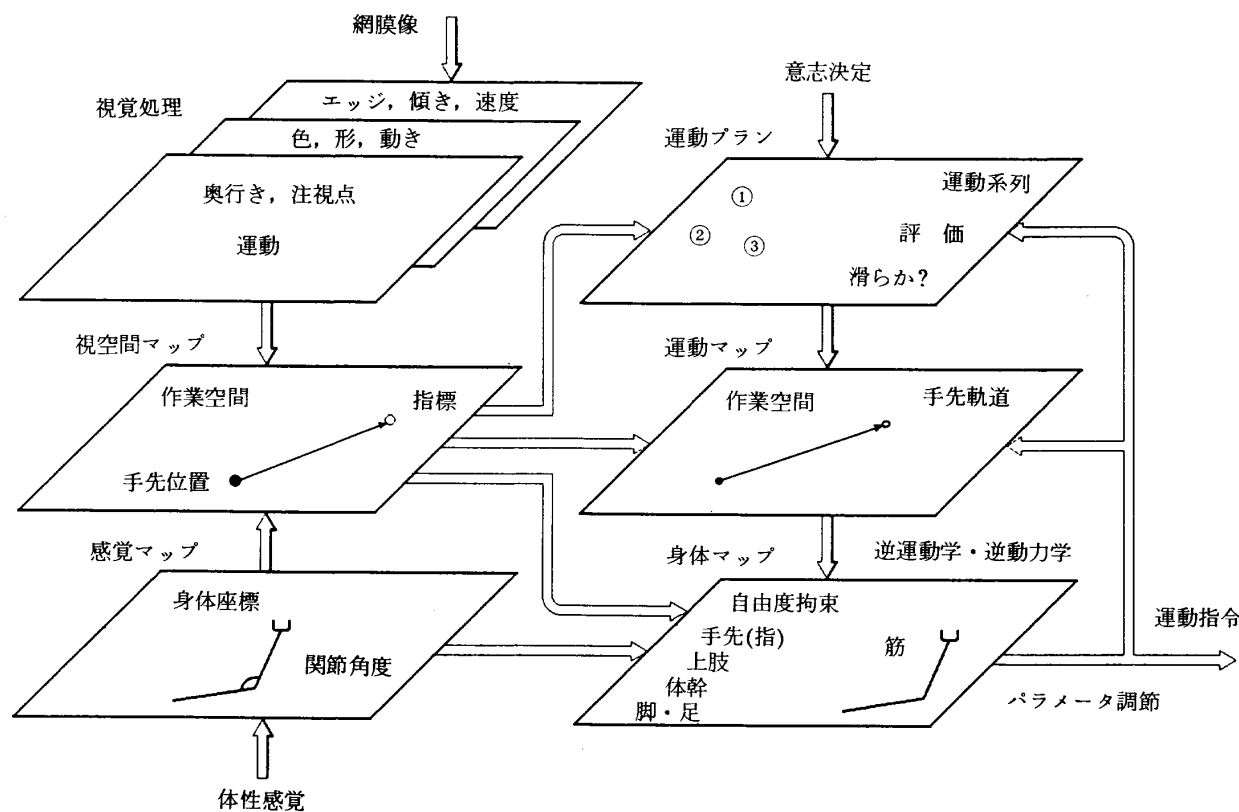 網膜像
視覚処理
エッジ，傾き，速度
色，形，動き
奥行き，注視点
運動
視空間マップ
作業空間
指標
手先位置
感覚マップ
身体座標
関節角度
体性感覚
意志決定
運動プラン
運動系列
①
②
③
評 価
滑らか?
運動マップ
作業空間
手先軌道
身体マップ
逆運動学・逆動力学
自由度拘束
手先(指)
上肢
体幹
脚・足
筋
運動指令
パラメータ調節